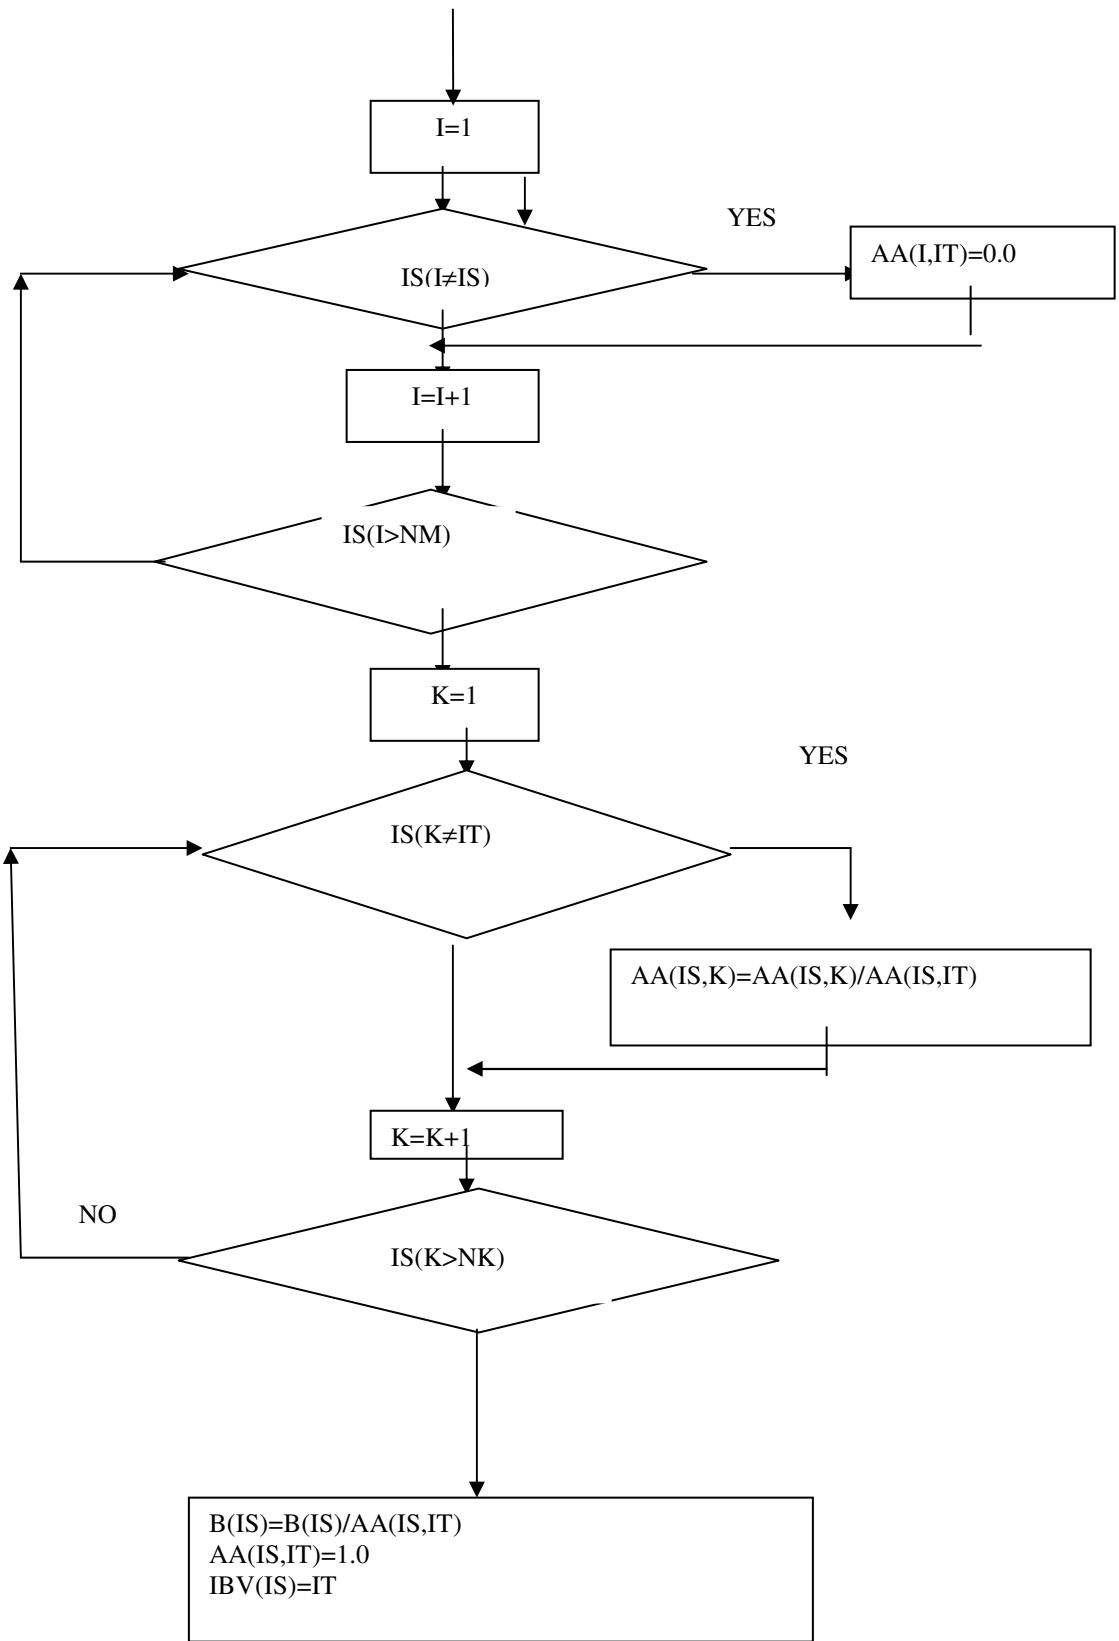 I=1
YES
AA(I,IT)=0.0
IS(I≠IS)
I=I+1
IS(I>NM)
K=1
YES
IS(K≠IT)
AA(IS,K)=AA(IS,K)/AA(IS,IT)
K=K+1
NO
IS(K>NK)
B(IS)=B(IS)/AA(IS,IT)
AA(IS,IT)=1.0
IBV(IS)=IT